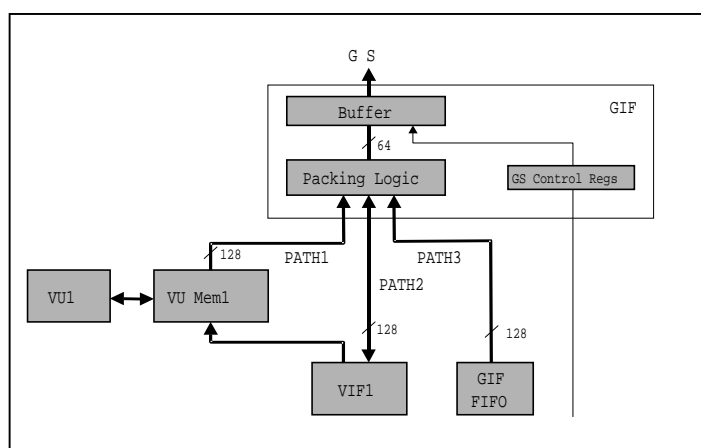 G S
GIF
Buffer
64
Packing Logic
GS Control Regs
128
PATH1
PATH3
PATH2
VU1
VU Mem1
128
128
VIF1
GIF
FIFO